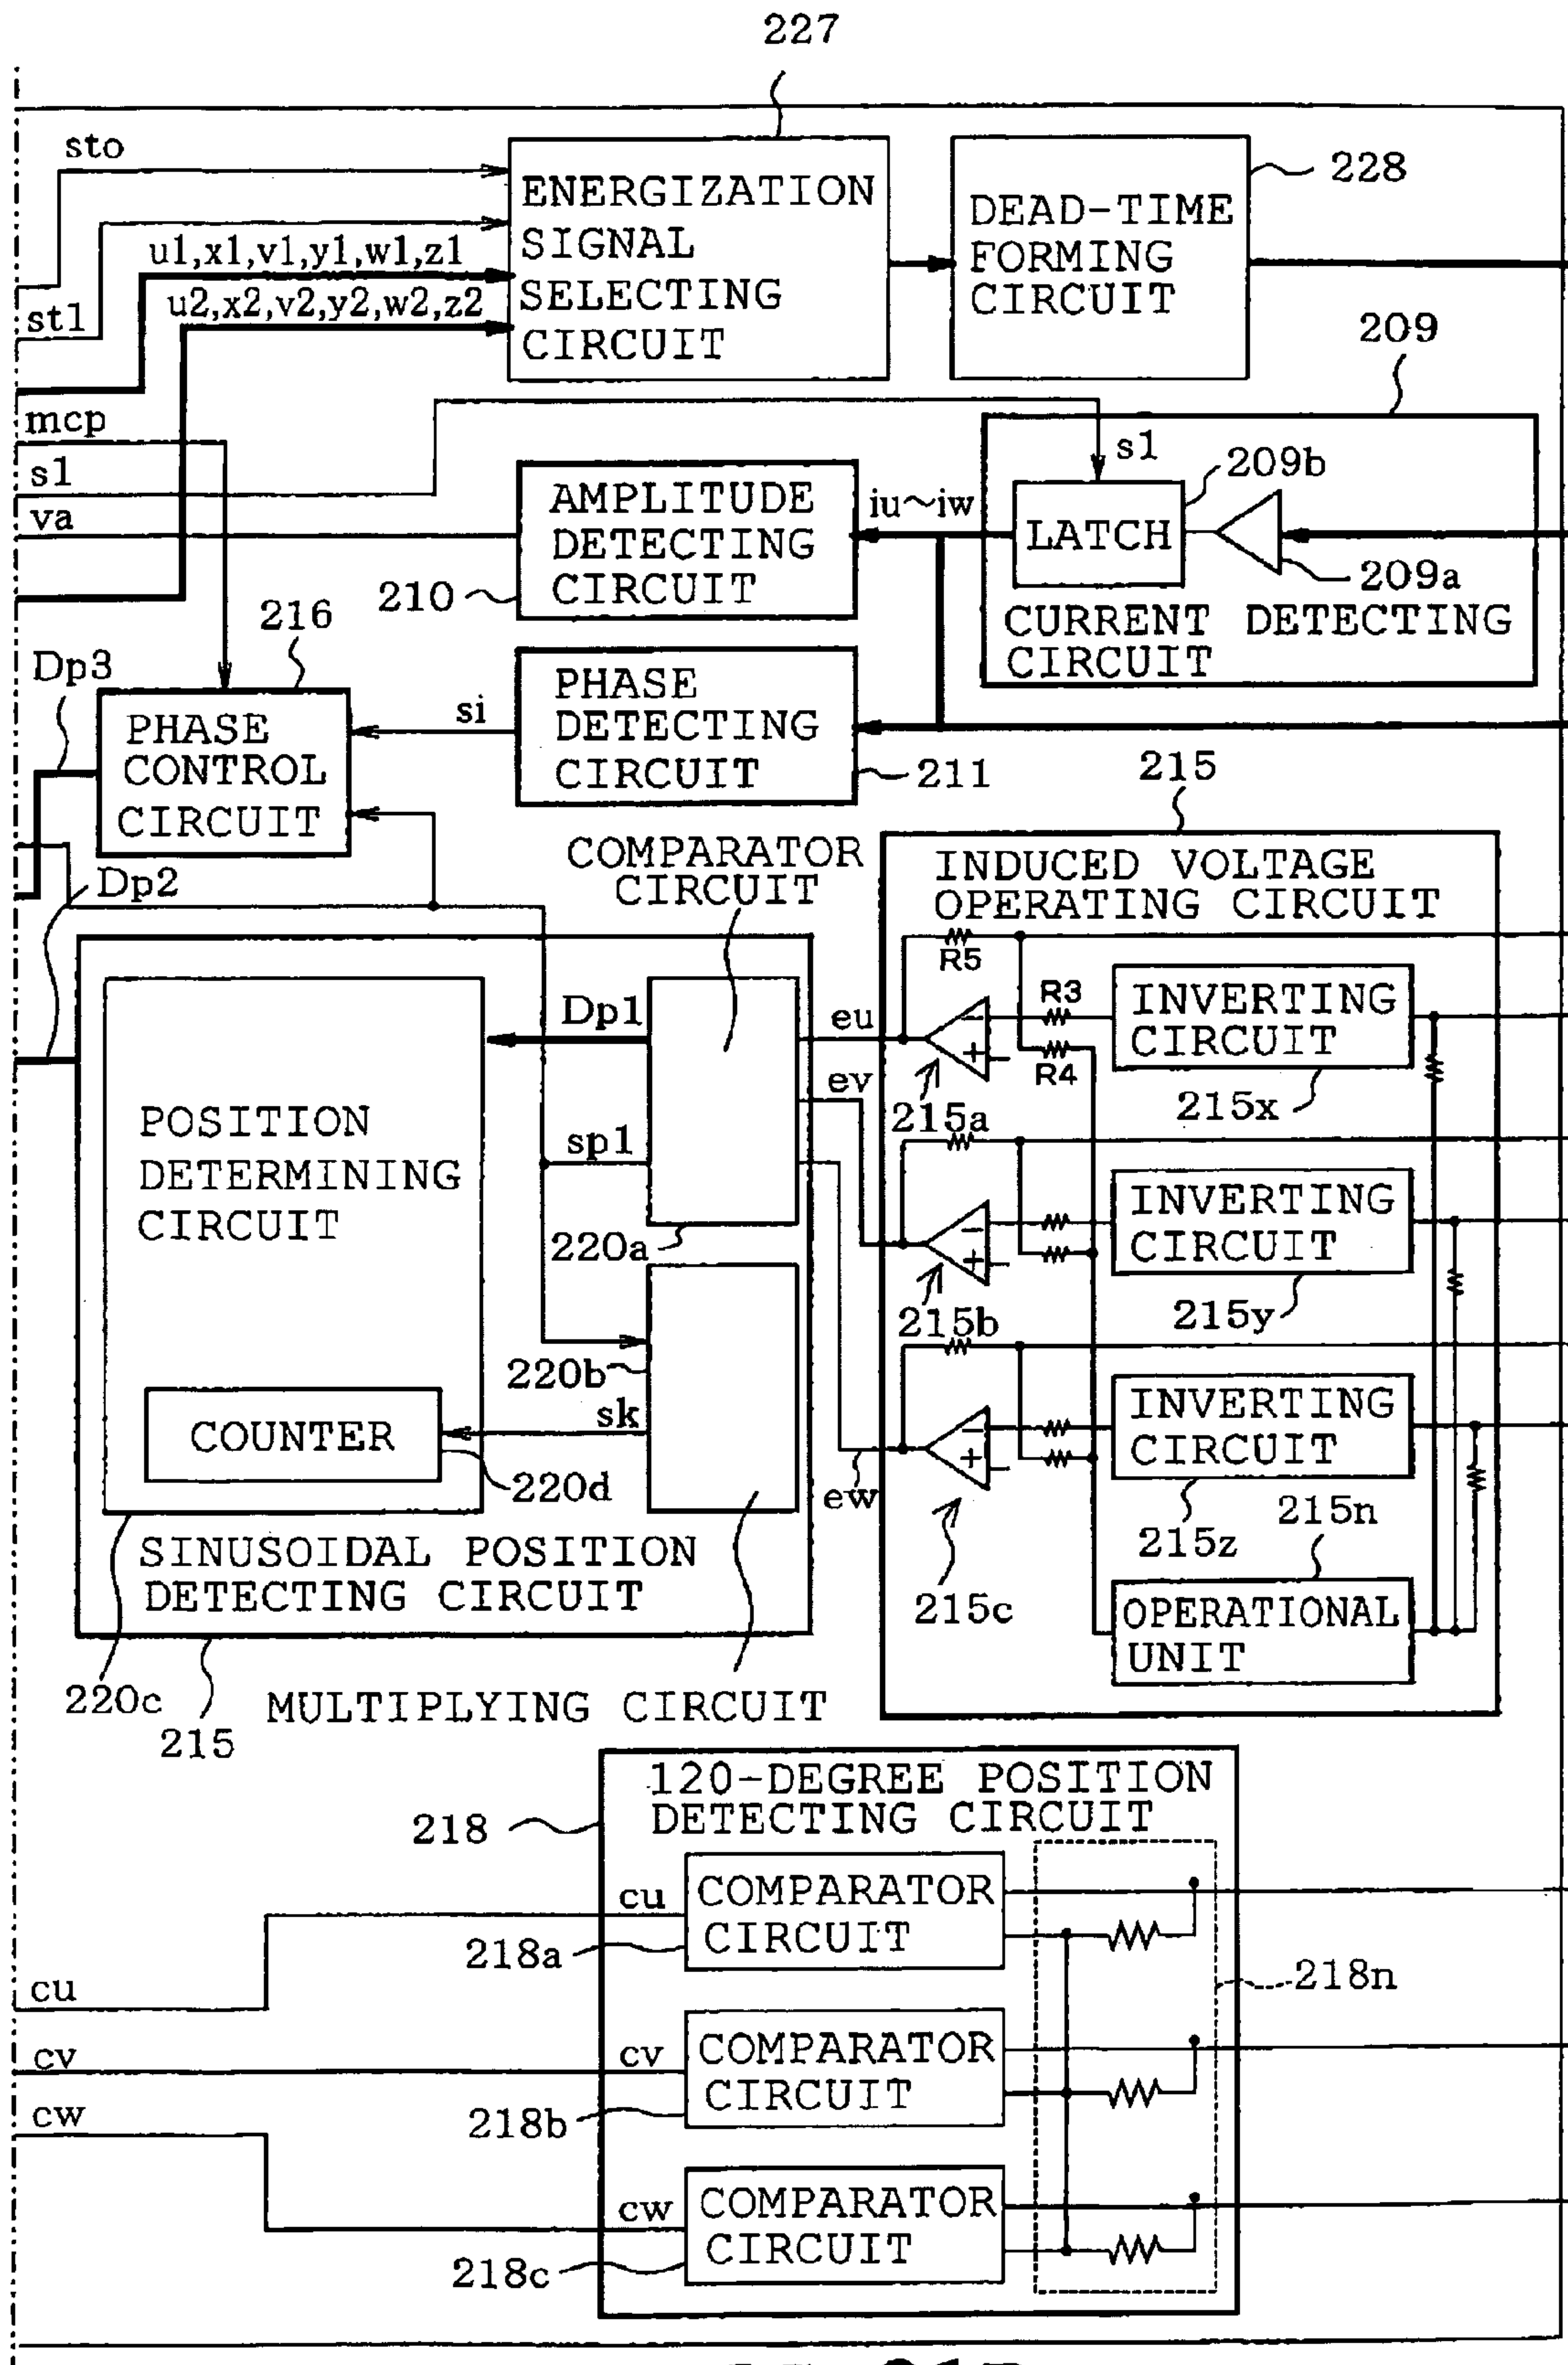 227
sto
ENERGIZATION
SIGNAL
SELECTING
CIRCUIT
DEAD-TIME
FORMING
CIRCUIT
228
u1,x1,v1,y1,w1,z1
u2,x2,v2,y2,w2,z2
st1
209
mcp
s1
va
s1
209b
AMPLITUDE
DETECTING
CIRCUIT
iu~iw
LATCH
209a
210
CURRENT DETECTING
CIRCUIT
216
Dp3
PHASE
CONTROL
CIRCUIT
si
PHASE
DETECTING
CIRCUIT
211
215
COMPARATOR
CIRCUIT
Dp2
INDUCED VOLTAGE
OPERATING CIRCUIT
R5
R3
R4
INVERTING
CIRCUIT
215x
Dp1
eu
ev
-
+
215a
POSITION
DETERMINING
CIRCUIT
sp1
220a
INVERTING
CIRCUIT
215y
-
+
215b
220b
sk
COUNTER
220d
INVERTING
CIRCUIT
215z
-
+
ew
215c
215n
OPERATIONAL
UNIT
SINUSOIDAL POSITION
DETECTING CIRCUIT
220c
215
MULTIPLYING CIRCUIT
120-DEGREE POSITION
DETECTING CIRCUIT
218
cu
COMPARATOR
CIRCUIT
218a
218n
cu
cv
cv
COMPARATOR
CIRCUIT
218b
cw
cw
COMPARATOR
CIRCUIT
218c